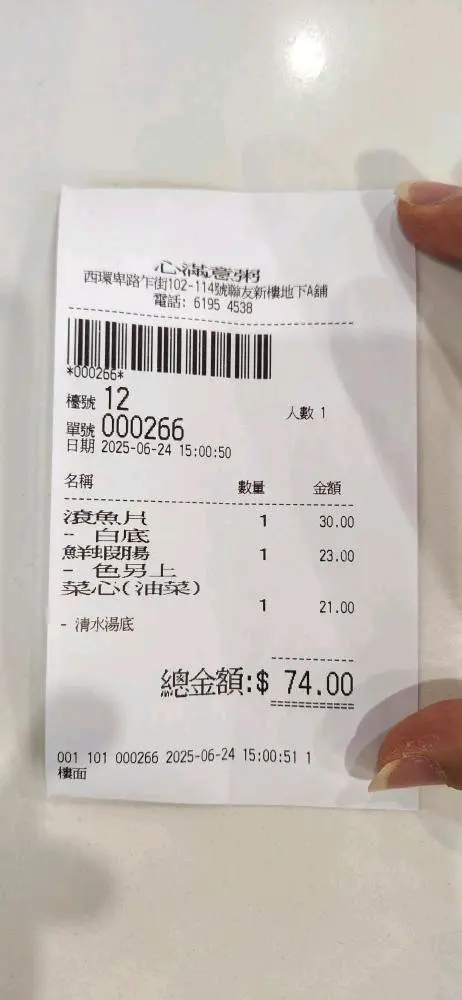 心滿意粥
西環卑路乍街102-114號聯友新樓地下A舖
電話: 6195 4538
*000266*
檯號 12 人數 1
單號 000266
日期 2025-06-24 15:00:50
名稱 數量 金額
滾魚片 1 30.00
- 白底
鮮蝦腸 1 23.00
- 色另上
菜心(油菜)
1 21.00
- 清水湯底
總金額:$ 74.00
001 101 000266 2025-06-24 15:00:51 1
樓面